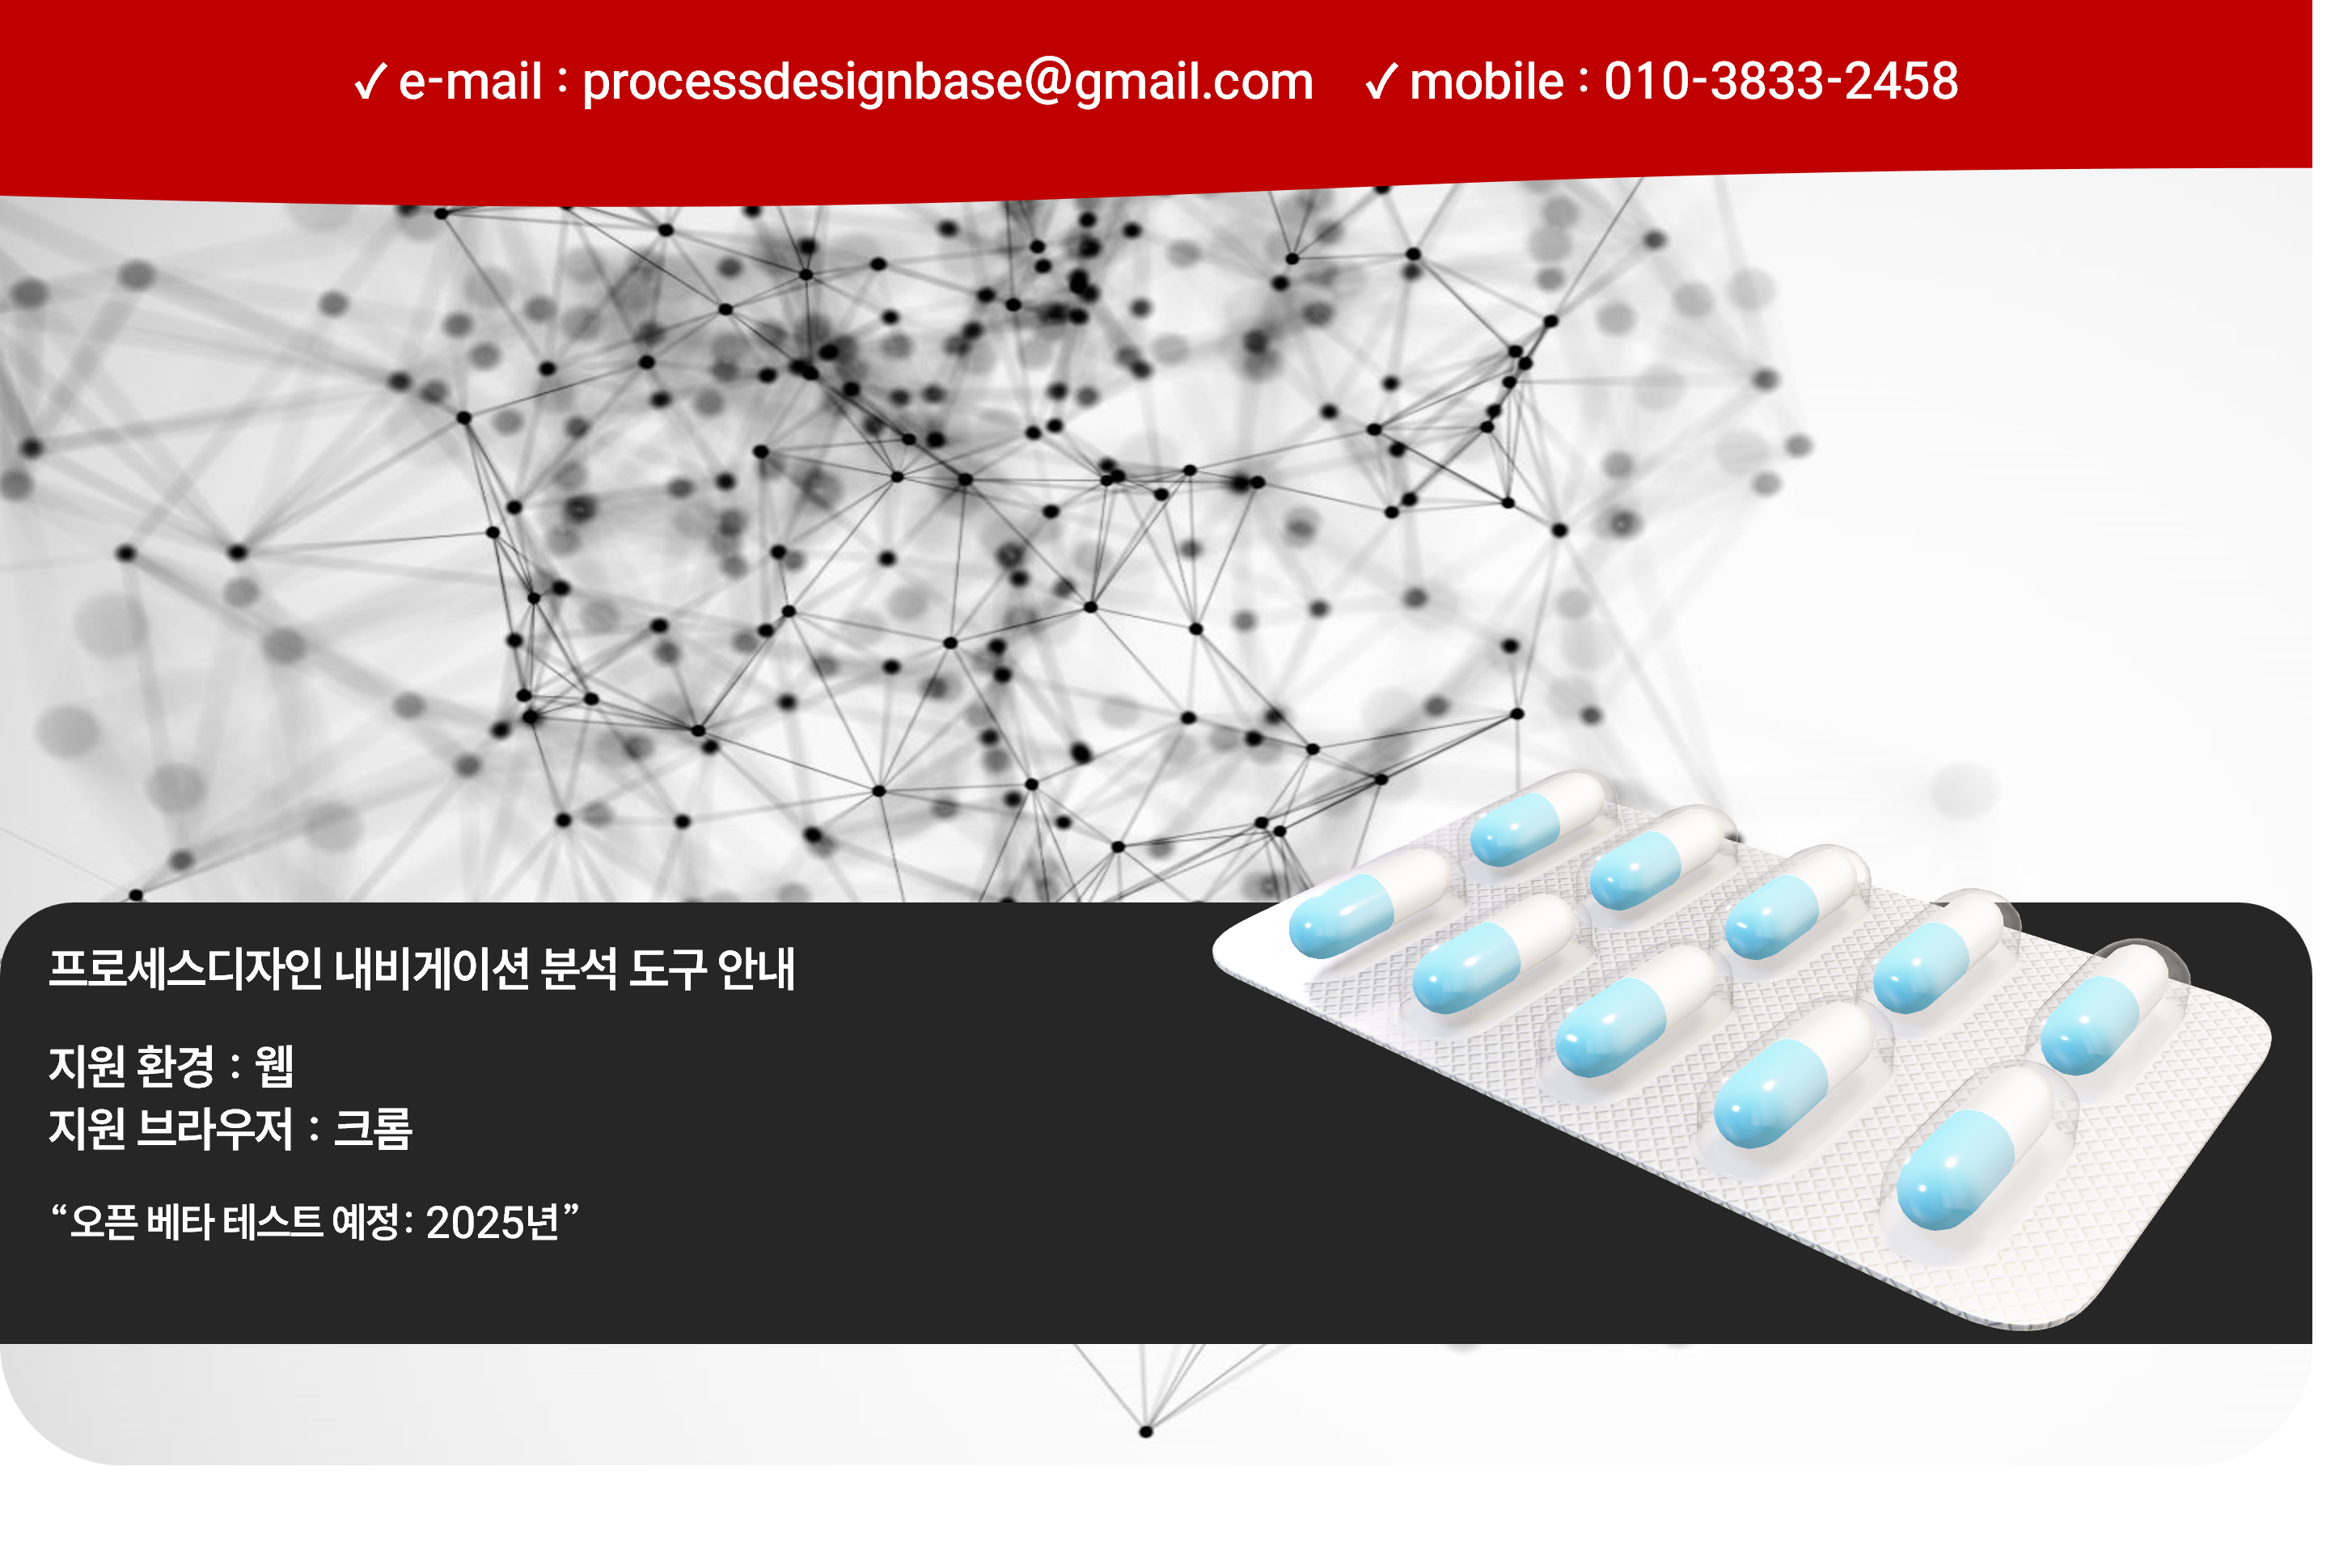 ✓ e-mail : processdesignbase@gmail.com ✓ mobile : 010-3833-2458
프로세스디자인 내비게이션 분석 도구 안내
지원 환경 : 웹
지원 브라우저 : 크롬
“오픈 베타 테스트 예정: 2025년”